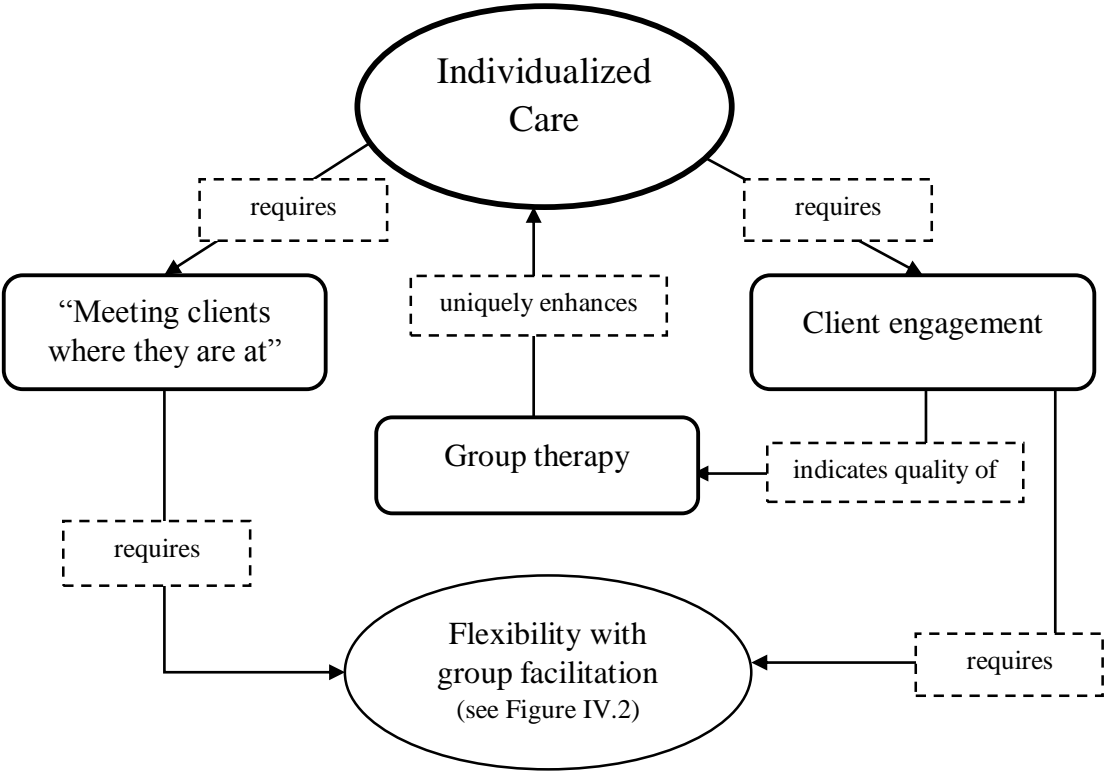 Individualized
Care
requires
requires
“Meeting clients
where they are at”
uniquely enhances
Client engagement
Group therapy
indicates quality of
requires
Flexibility with
group facilitation
(see Figure IV.2)
requires